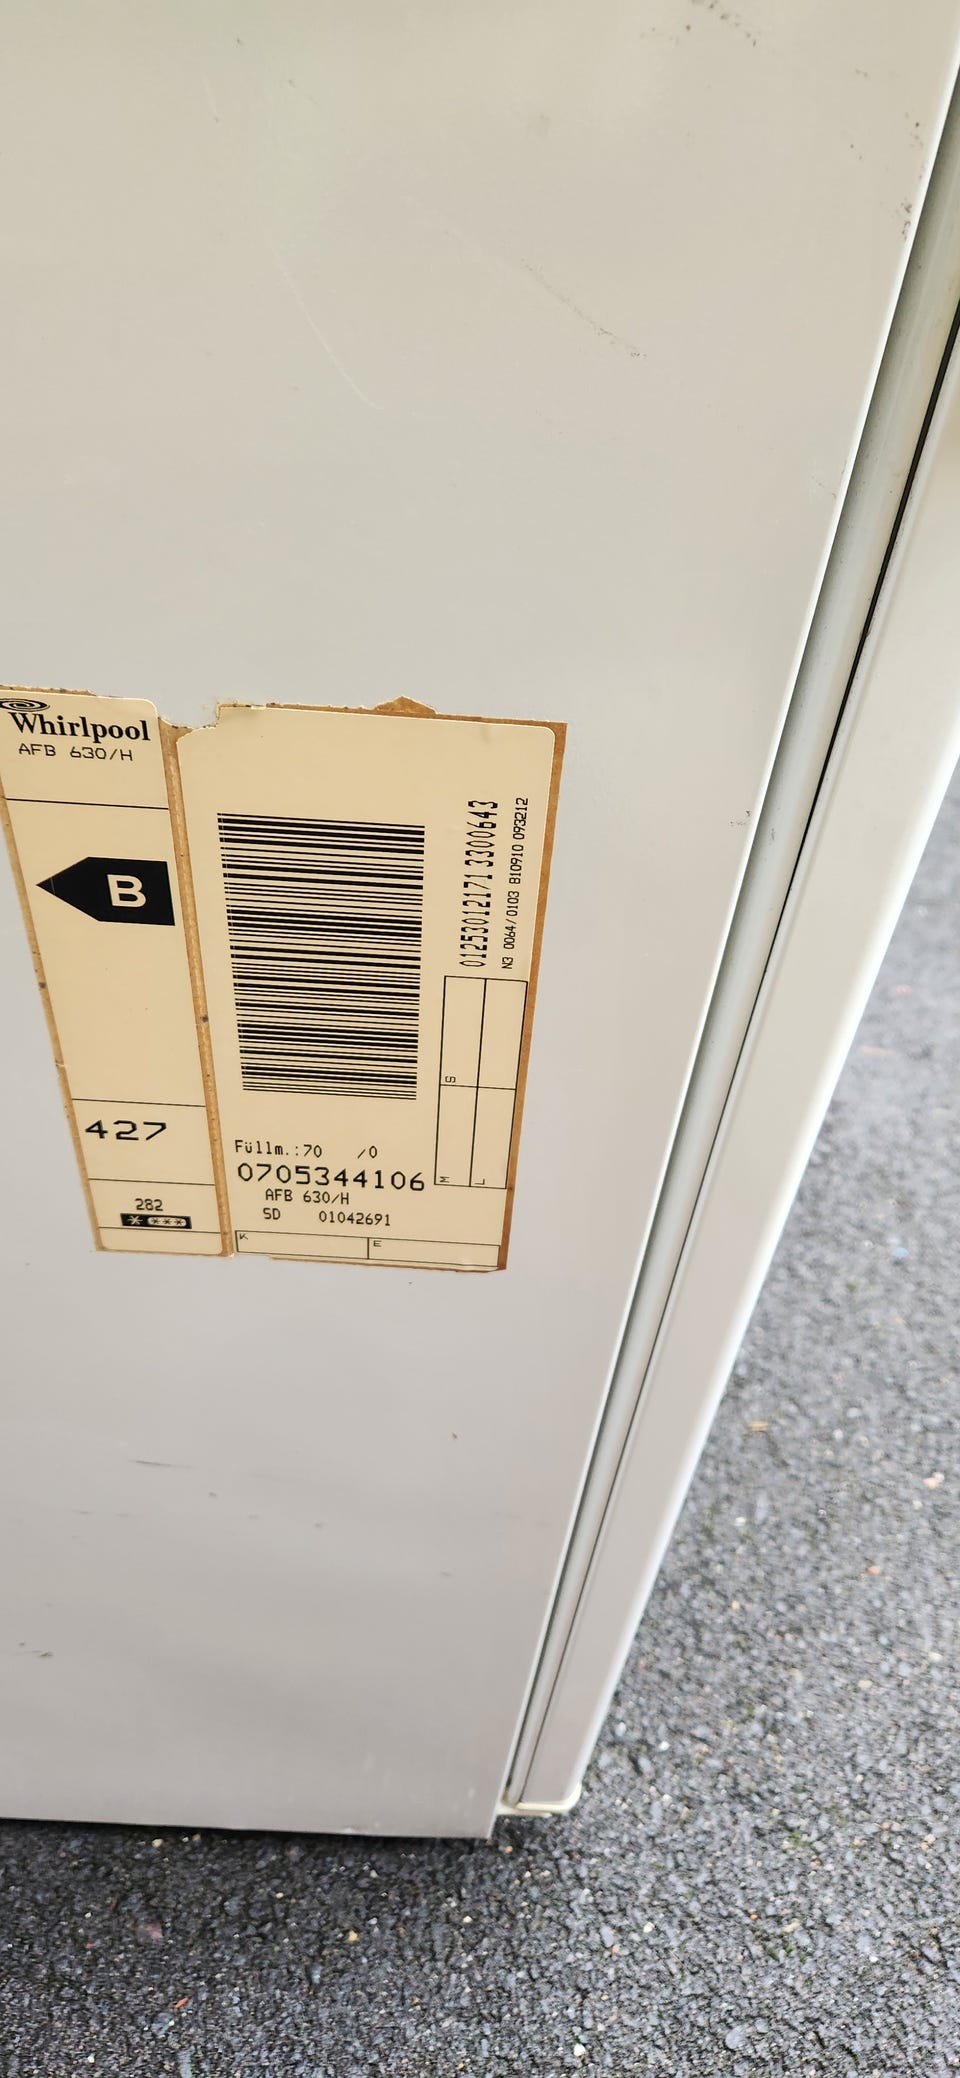 Whirlpool
AFB 630/H
B
427
282
012530121713300643
N3 0064/0103 B10910 093212
S
M
L
Füllm.:70 /0
0705344106
AFB 630/H
SD 01042691
K
E